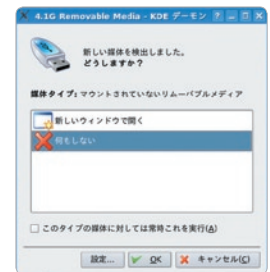 4.1G Removable Media - KDE デーモン
新しい媒体を検出しました。
どうしますか?
媒体タイプ: マウントされていないリムーバブルメディア
新しいウィンドウで開く
何もしない
このタイプの媒体に対しては常時これを実行(A)
設定... OK キャンセル(C)